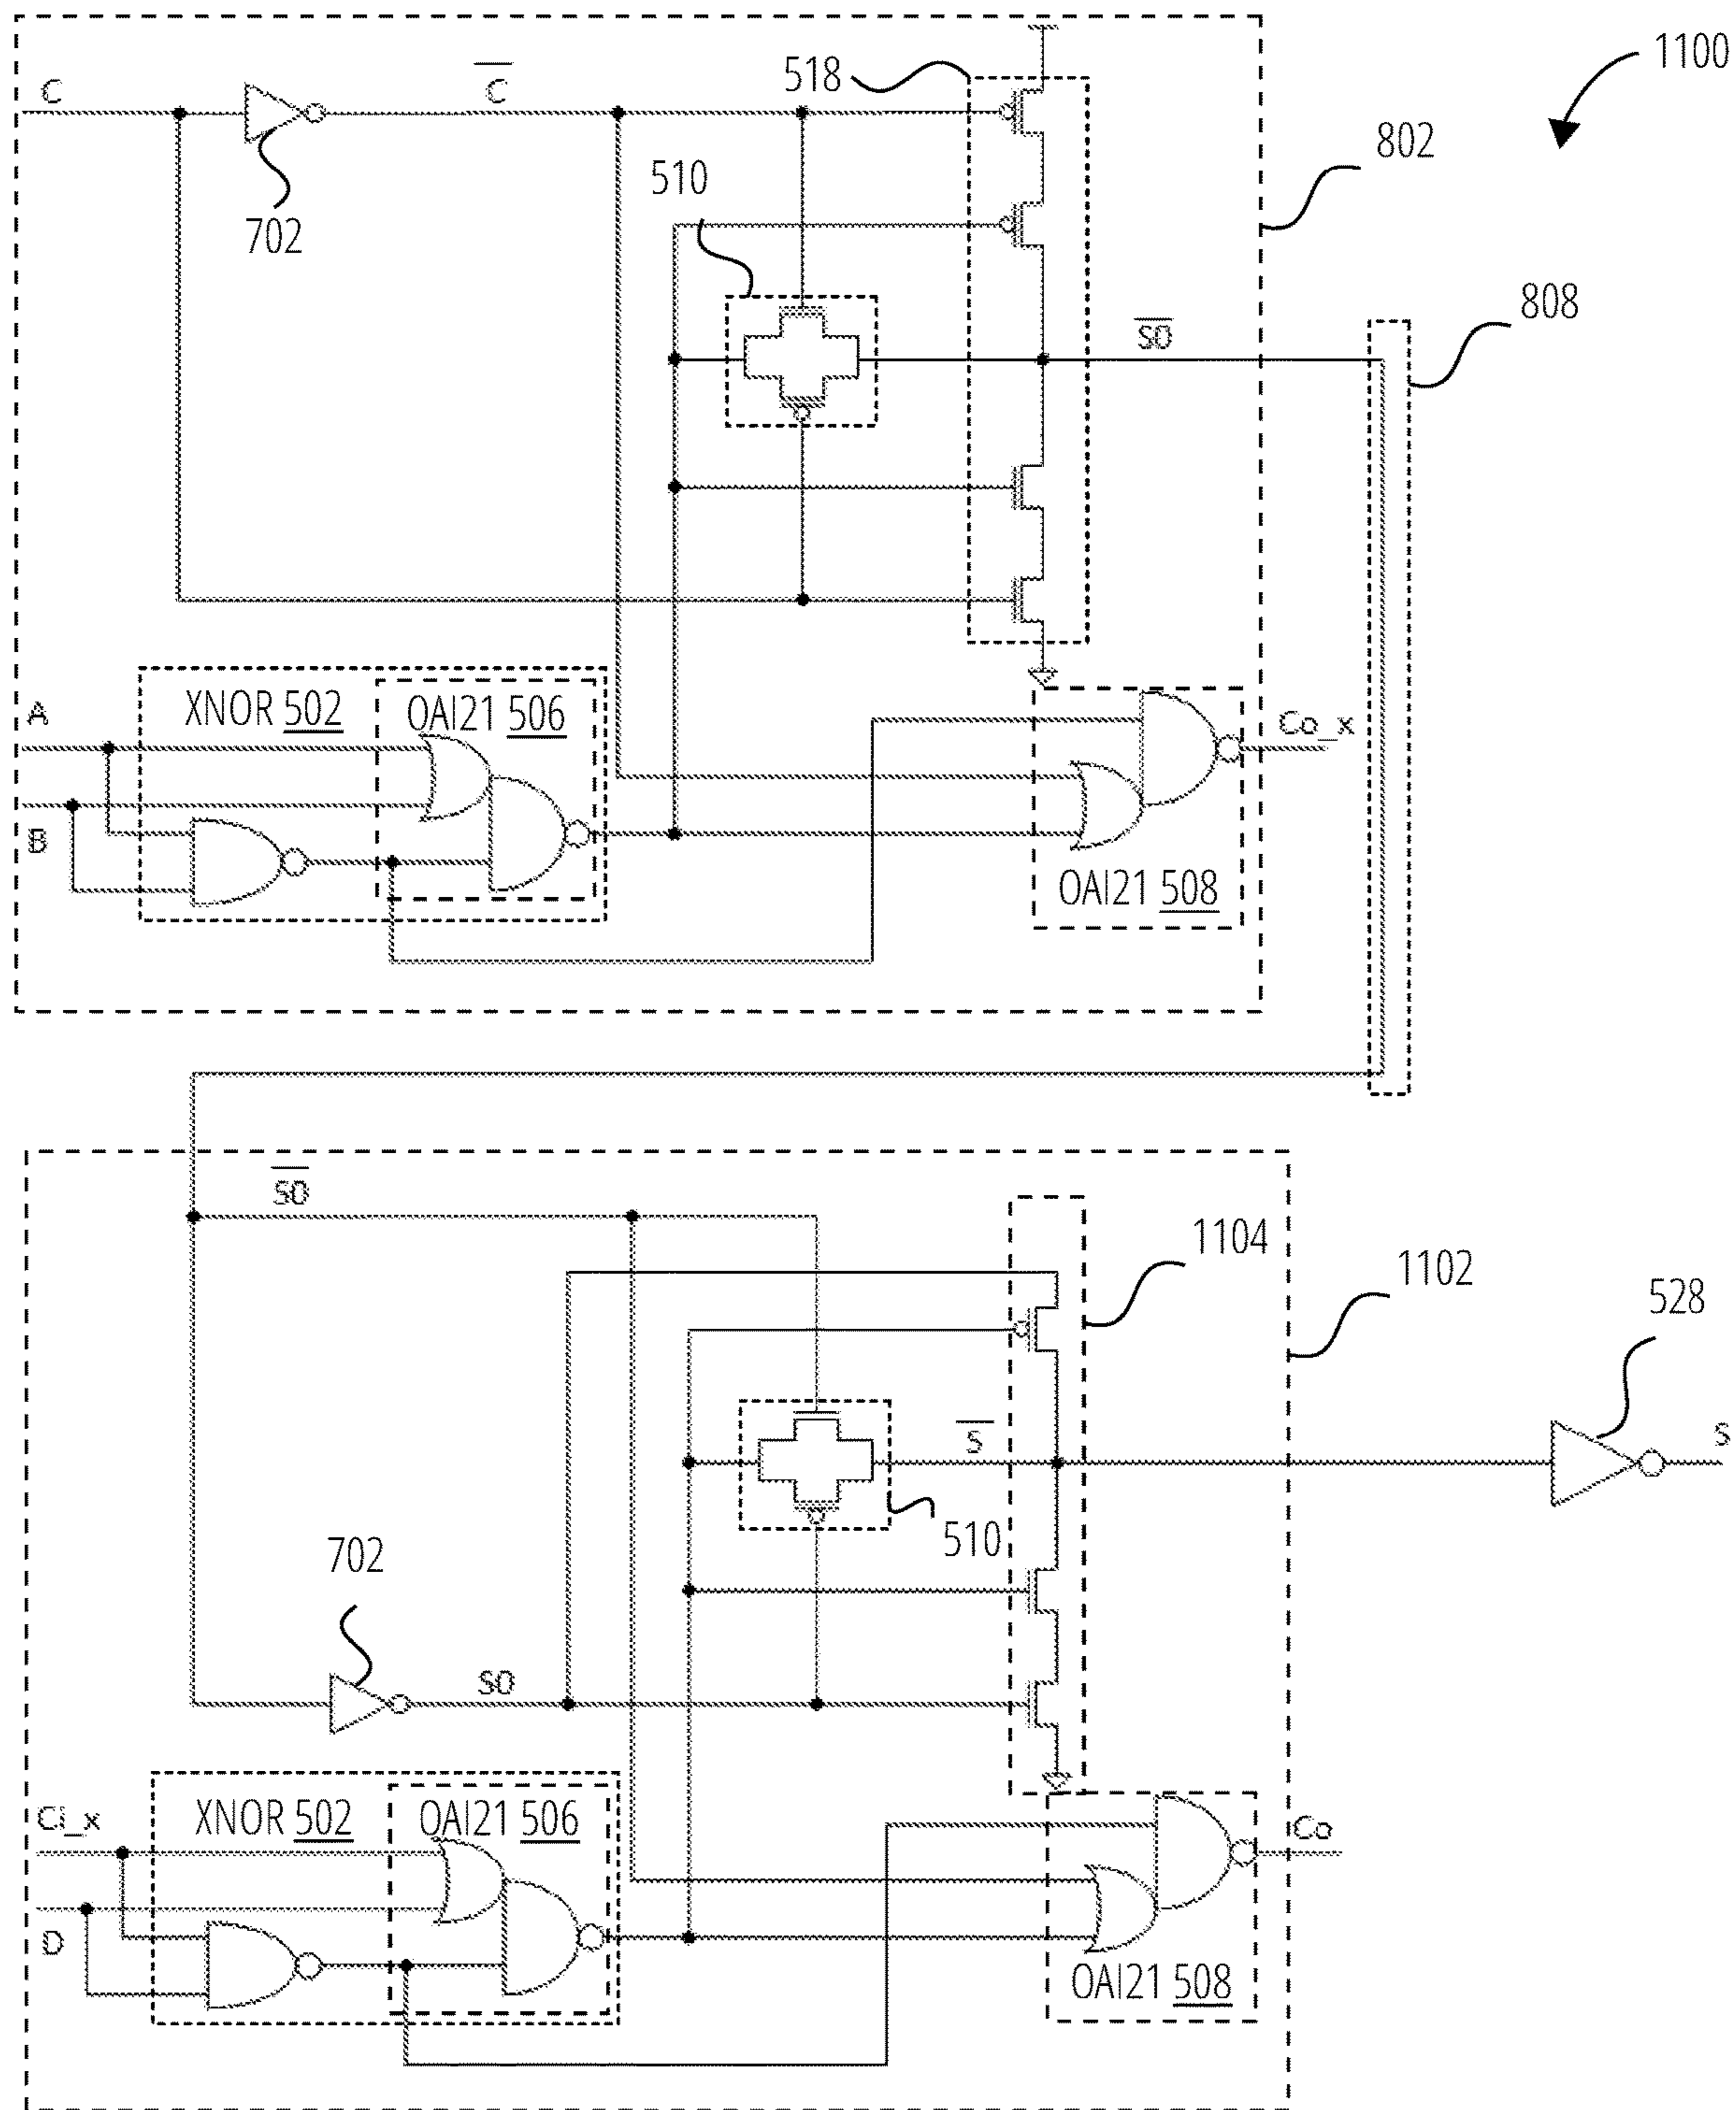 1100
C
C
518
802
510
702
808
S0
A
XNOR 502
OAI21 506
Co_x
B
OAI21 508
S0
1104
1102
528
S
S
510
702
S0
Ci_x
XNOR 502
OAI21 506
Co
D
OAI21 508